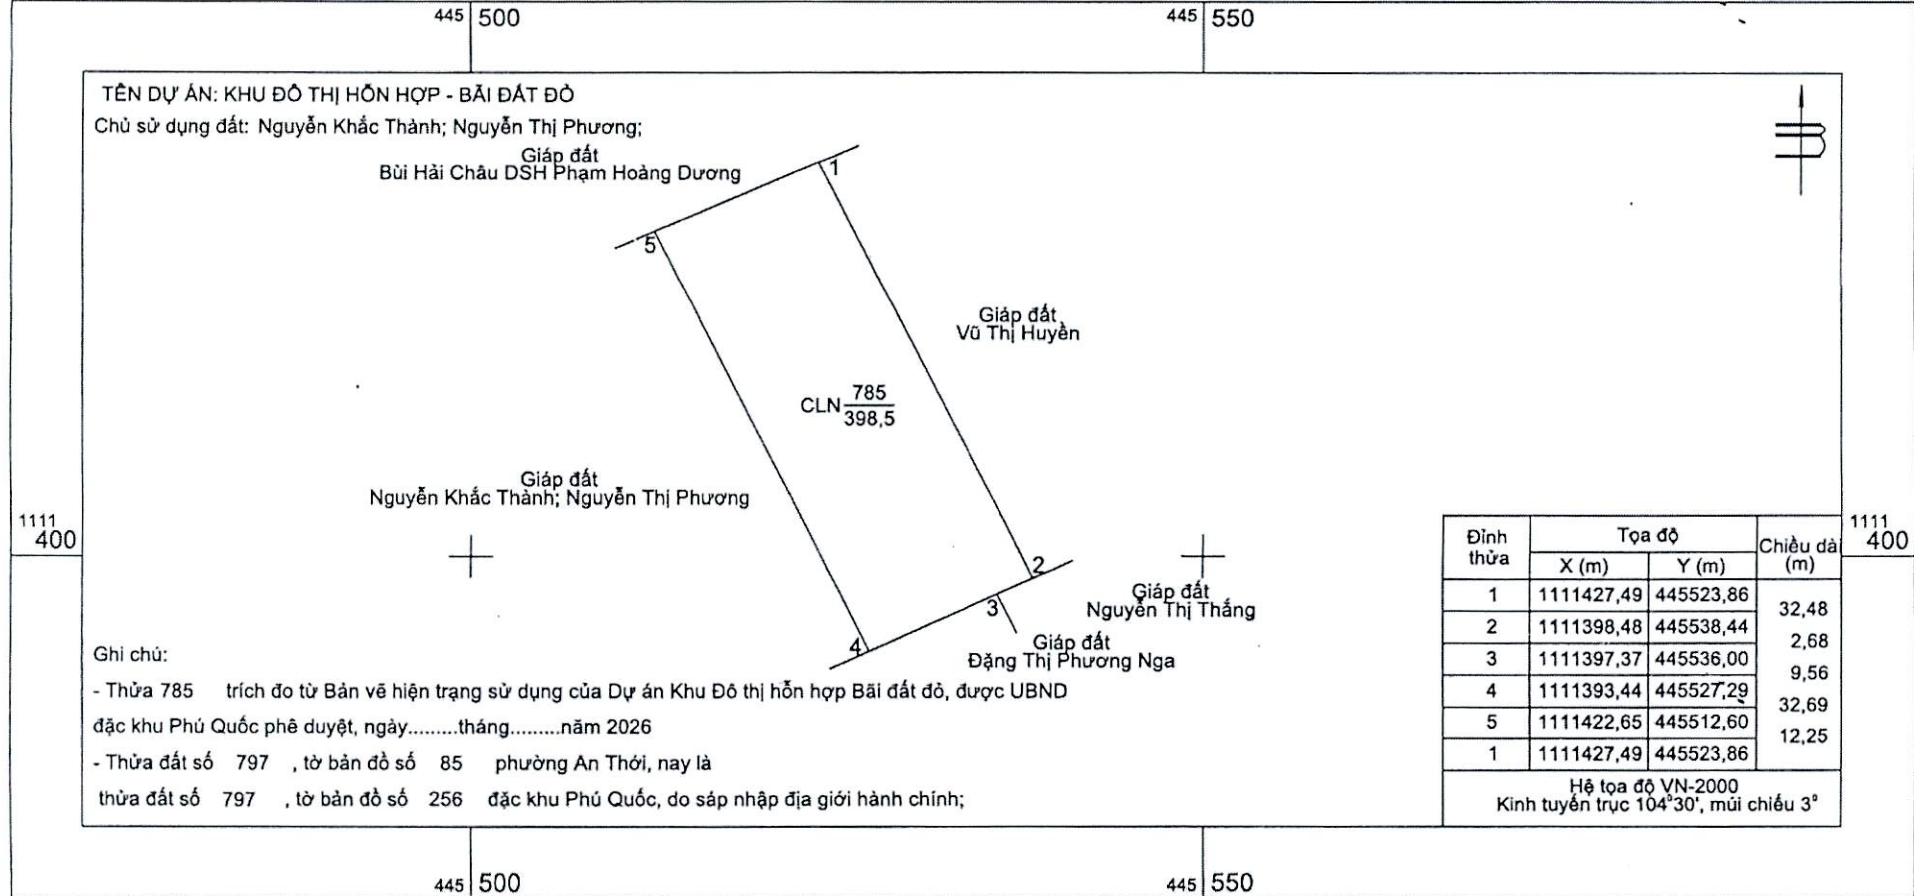 445 500
445 550
TÊN DỰ ÁN: KHU ĐÔ THỊ HỖN HỢP - BÃI ĐẤT ĐỎ
Chủ sử dụng đất: Nguyễn Khắc Thành; Nguyễn Thị Phương;
Giáp đất
Bùi Hải Châu DSH Phạm Hoàng Dương
1
5
B
Giáp đất
Vũ Thị Huyền
CLN 785
398,5
Giáp đất
Nguyễn Khắc Thành; Nguyễn Thị Phương
1111
400
1111
400
2
3
4
Giáp đất
Nguyễn Thị Thắng
Giáp đất
Đặng Thị Phương Nga
Ghi chú:
- Thửa 785 trích đo từ Bản vẽ hiện trạng sử dụng của Dự án Khu Đô thị hỗn hợp Bãi đất đỏ, được UBND
đặc khu Phú Quốc phê duyệt, ngày.........tháng.........năm 2026
- Thửa đất số 797 , tờ bản đồ số 85 phường An Thới, nay là
thửa đất số 797 , tờ bản đồ số 256 đặc khu Phú Quốc, do sáp nhập địa giới hành chính;
Đỉnh thửa Tọa độ Chiều dà
X (m) Y (m) (m)
1 1111427,49 445523,86
32,48
2 1111398,48 445538,44
2,68
3 1111397,37 445536,00
9,56
4 1111393,44 445527,29
32,69
5 1111422,65 445512,60
12,25
1 1111427,49 445523,86
Hệ tọa độ VN-2000
Kinh tuyến trục 104°30', múi chiếu 3°
445 500
445 550